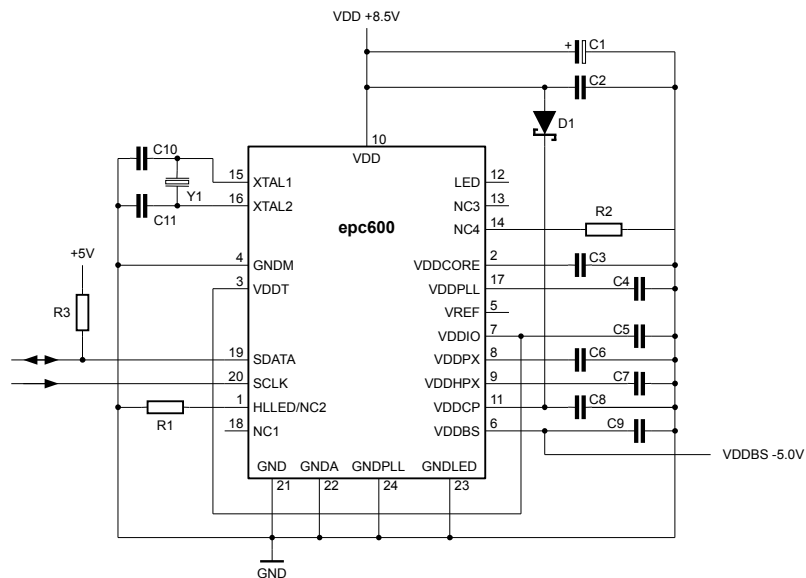 VDD +8.5V
+ C1
C2
D1
10
VDD
C10
15 XTAL1
Y1
16 XTAL2
C11
epc600
LED 12
NC3 13
NC4 14
R2
+5V
R3
4 GNDM
3 VDDT
VDDCORE 2
C3
VDDPLL 17
C4
VREF 5
VDDIO 7
C5
19 SDATA
VDDPX 8
C6
20 SCLK
VDDHPX 9
C7
1 HLLED/NC2
R1
VDDCP 11
C8
18 NC1
VDDBS 6
C9
VDDBS -5.0V
GND GNDA GNDPLL GNDLED
21 22 24 23
GND